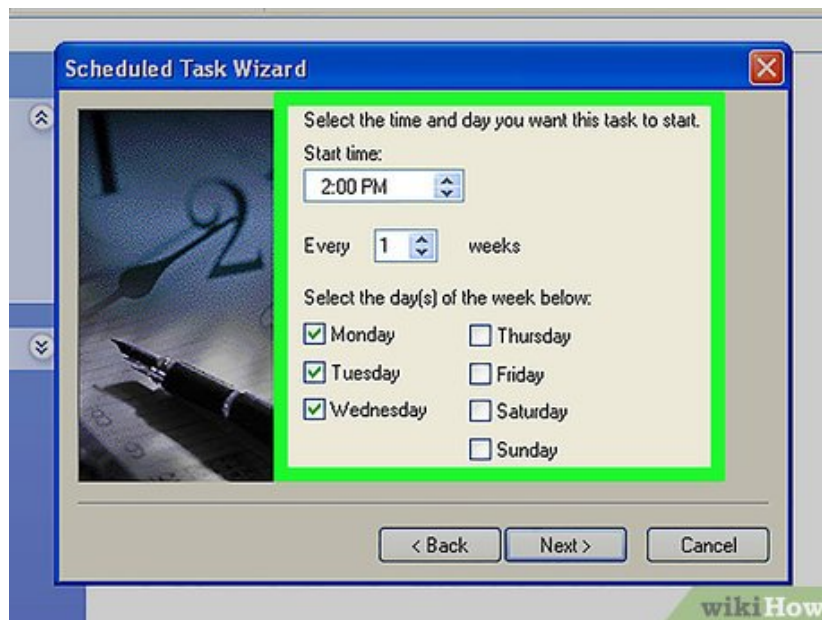 Scheduled Task Wizard
Select the time and day you want this task to start.
Start time:
2:00 PM
Every 1 weeks
Select the day(s) of the week below:
Monday
Tuesday
Wednesday
Thursday
Friday
Saturday
Sunday
< Back Next > Cancel
wikiHow
2